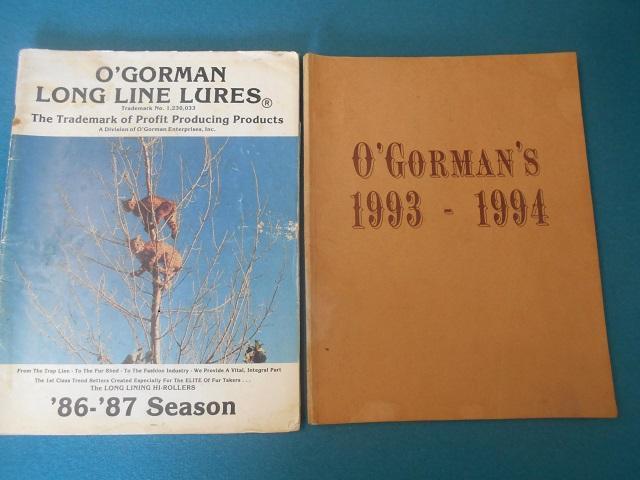 O'GORMAN
LONG LINE LURES®
Trademark No. 1,230,033
The Trademark of Profit Producing Products
A Division of O'Gorman Enterprises, Inc.
From The Trap Line - To The Fur Shed - To The Fashion Industry - We Provide A Vital, Integral Part
The 1st Class Trend Setters Created Especially For The ELITE Of Fur Takers . . .
The LONG LINING HI-ROLLERS
'86-'87 Season
O'GORMAN'S
1993 - 1994